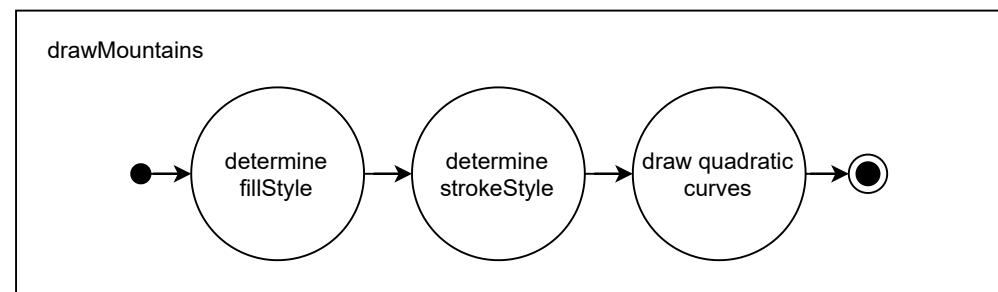 drawMountains
determine
fillStyle
determine
strokeStyle
draw quadratic
curves